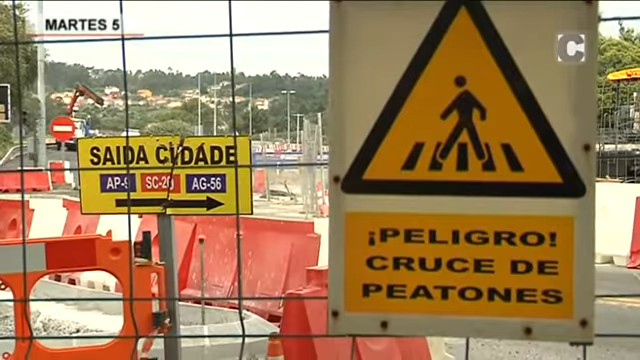 MARTES 5
C
SAIDA CIDADE
AP-9 SC-20 AG-56
¡PELIGRO!
CRUCE DE
PEATONES